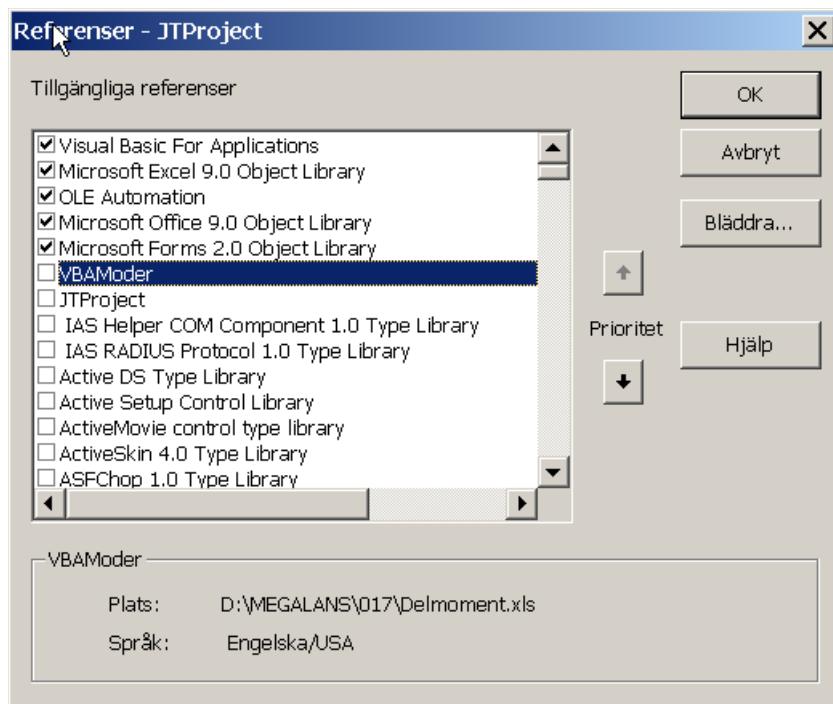 Referenser - JTProject
Tillgängliga referenser
Visual Basic For Applications
Microsoft Excel 9.0 Object Library
OLE Automation
Microsoft Office 9.0 Object Library
Microsoft Forms 2.0 Object Library
VBAModer
JTProject
IAS Helper COM Component 1.0 Type Library
IAS RADIUS Protocol 1.0 Type Library
Active DS Type Library
Active Setup Control Library
ActiveMovie control type library
ActiveSkin 4.0 Type Library
ASFChop 1.0 Type Library
Prioritet
OK
Avbryt
Bläddra...
Hjälp
VBAModer
Plats: D:\MEGALANS\017\Delmoment.xls
Språk: Engelska/USA